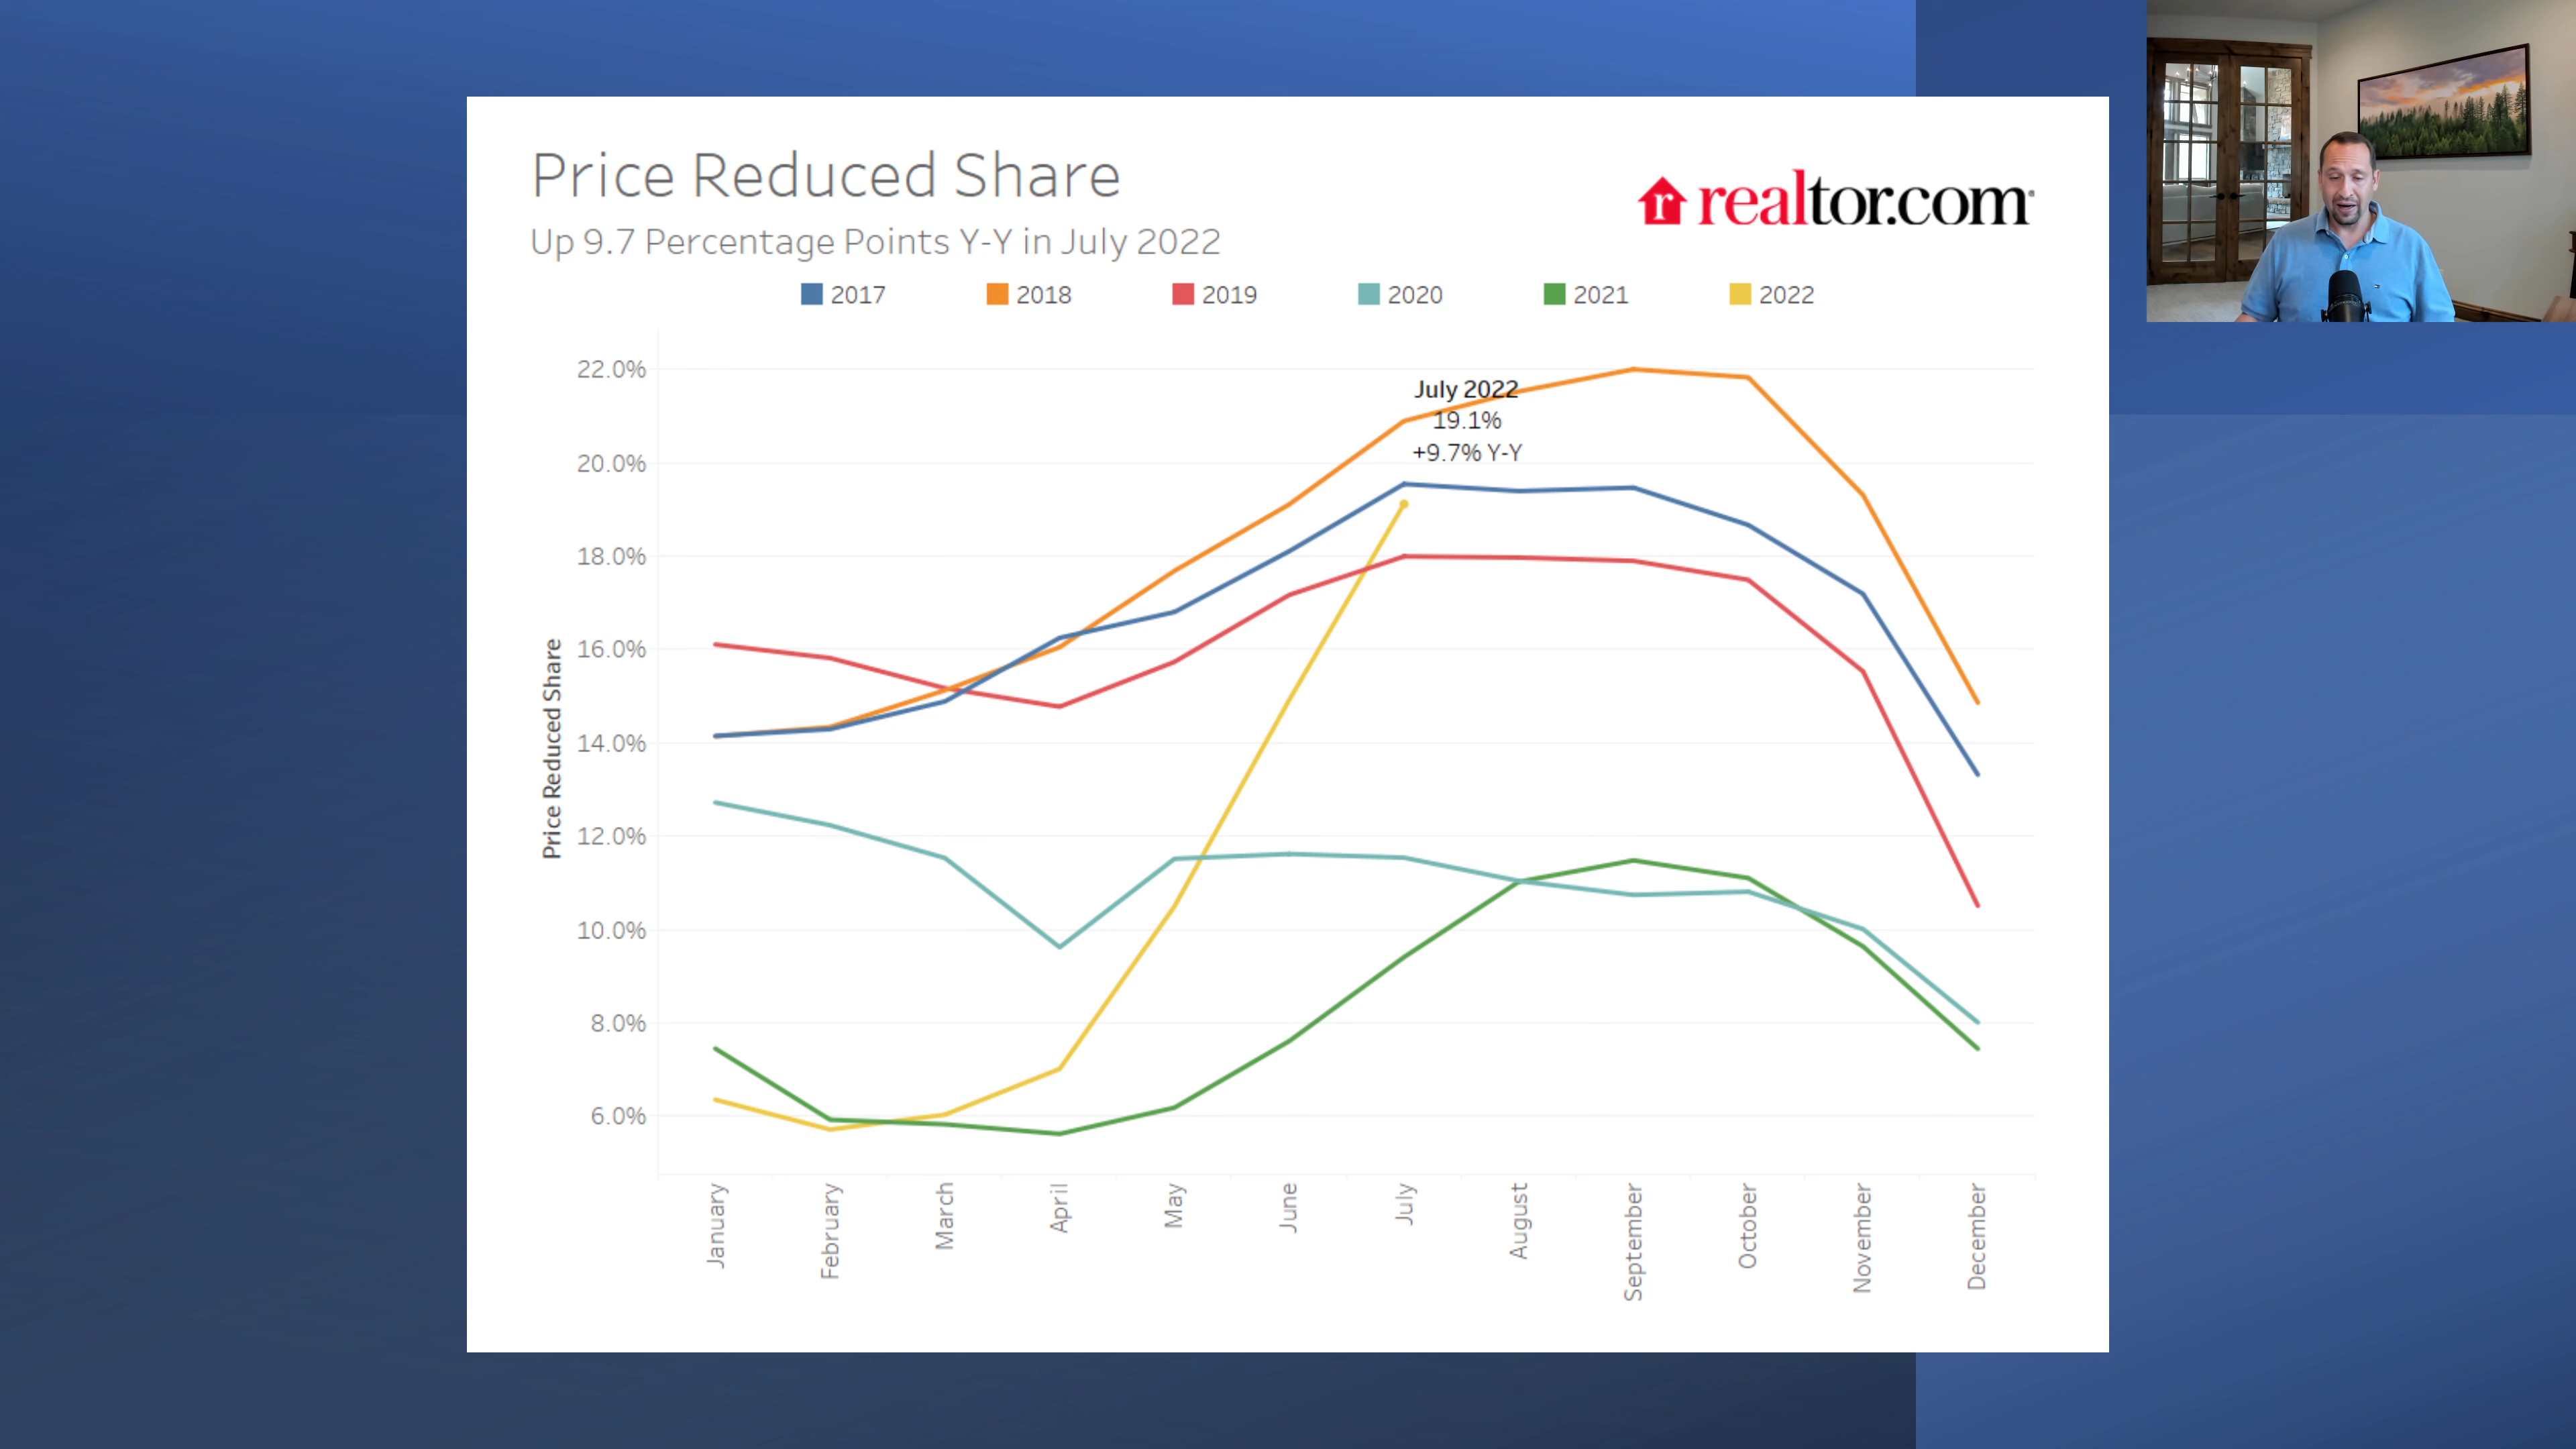 Price Reduced Share
realtor.com
Up 9.7 Percentage Points Y-Y in July 2022
2017
2018
2019
2020
2021
2022
July 2022
19.1%
+9.7% Y-Y
Price Reduced Share
22.0%
20.0%
18.0%
16.0%
14.0%
12.0%
10.0%
8.0%
6.0%
January
February
March
April
May
June
July
August
September
October
November
December